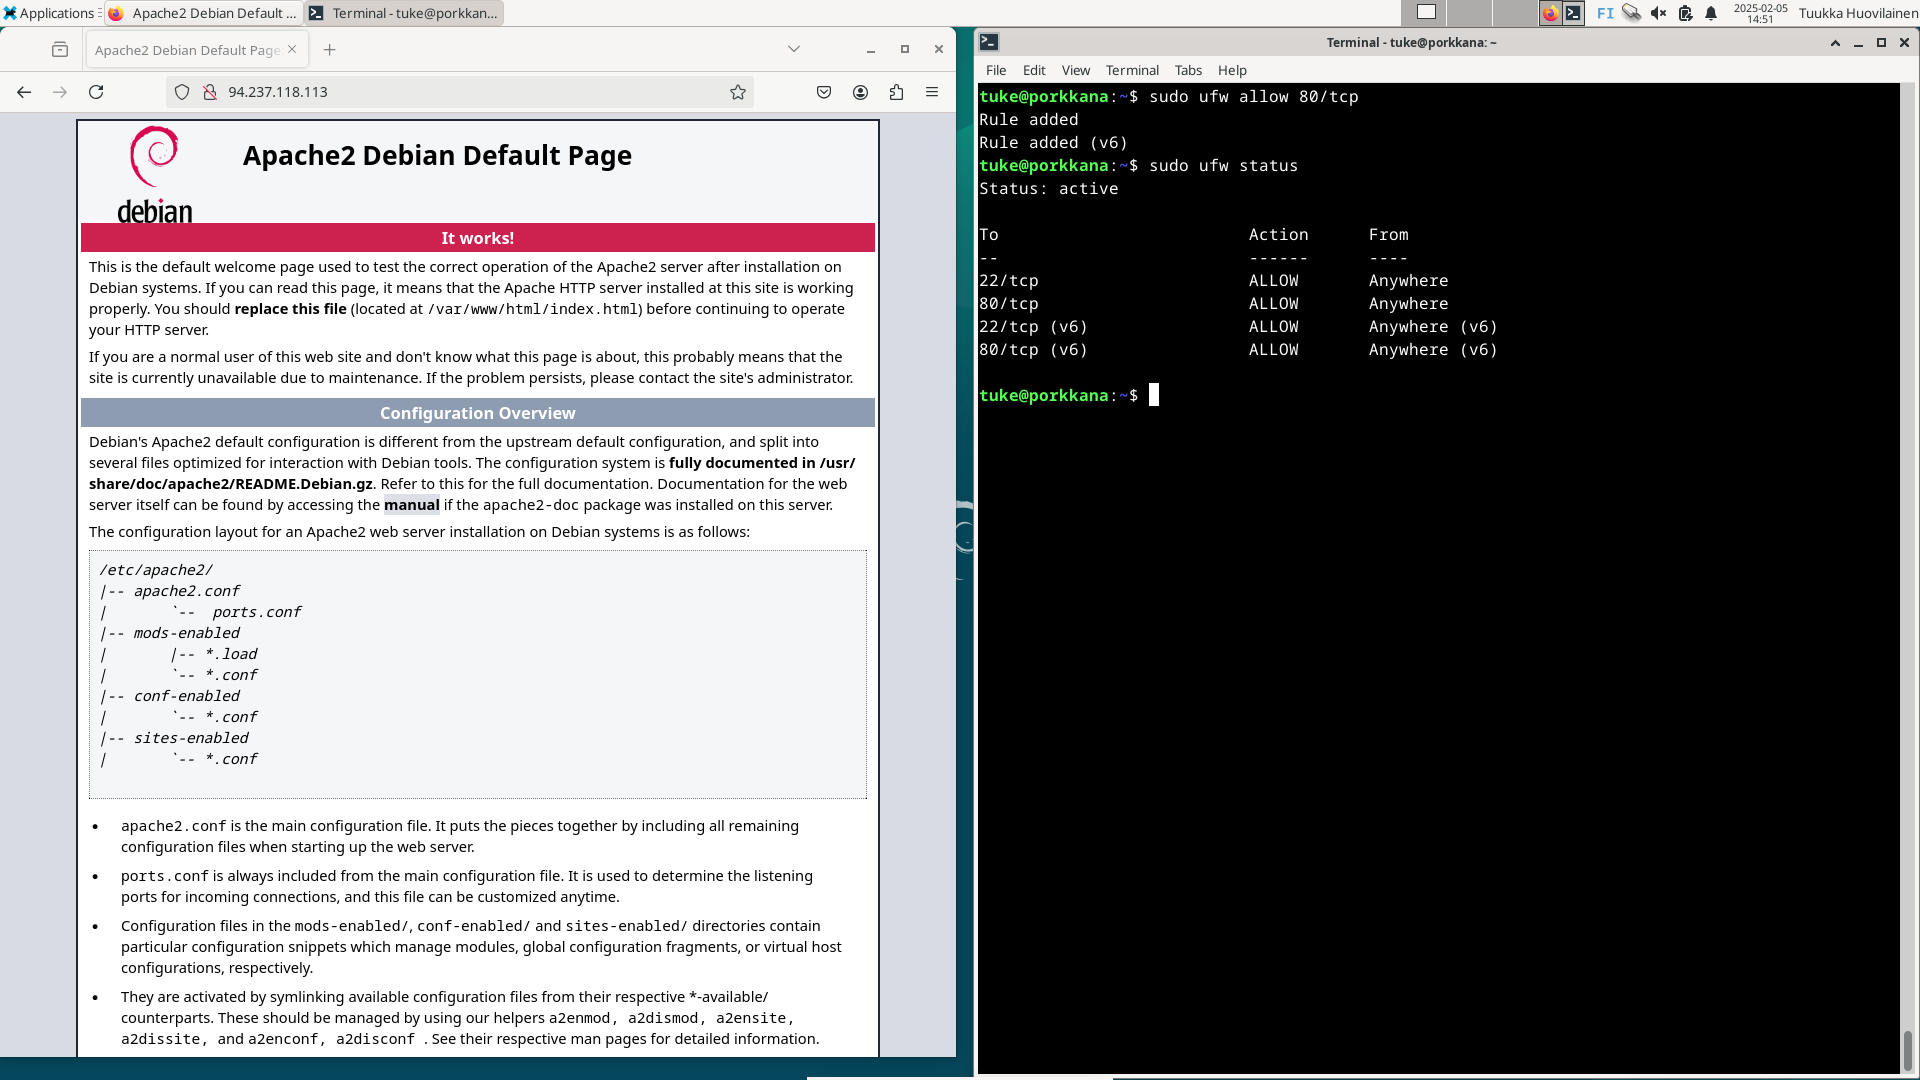 Applications
Apache2 Debian Default ...
Terminal - tuke@porkkan...
FI
2025-02-05
14:51
Tuukka Huovilainen
Apache2 Debian Default Page
94.237.118.113
Apache2 Debian Default Page
debian
It works!
This is the default welcome page used to test the correct operation of the Apache2 server after installation on
Debian systems. If you can read this page, it means that the Apache HTTP server installed at this site is working
properly. You should replace this file (located at /var/www/html/index.html) before continuing to operate
your HTTP server.
If you are a normal user of this web site and don't know what this page is about, this probably means that the
site is currently unavailable due to maintenance. If the problem persists, please contact the site's administrator.
Configuration Overview
Debian's Apache2 default configuration is different from the upstream default configuration, and split into
several files optimized for interaction with Debian tools. The configuration system is fully documented in /usr/
share/doc/apache2/README.Debian.gz. Refer to this for the full documentation. Documentation for the web
server itself can be found by accessing the manual if the apache2-doc package was installed on this server.
The configuration layout for an Apache2 web server installation on Debian systems is as follows:
/etc/apache2/
|-- apache2.conf
|       `--  ports.conf
|-- mods-enabled
|       |-- *.load
|       `-- *.conf
|-- conf-enabled
|       `-- *.conf
|-- sites-enabled
|       `-- *.conf
• apache2.conf is the main configuration file. It puts the pieces together by including all remaining
configuration files when starting up the web server.
• ports.conf is always included from the main configuration file. It is used to determine the listening
ports for incoming connections, and this file can be customized anytime.
• Configuration files in the mods-enabled/, conf-enabled/ and sites-enabled/ directories contain
particular configuration snippets which manage modules, global configuration fragments, or virtual host
configurations, respectively.
• They are activated by symlinking available configuration files from their respective *-available/
counterparts. These should be managed by using our helpers a2enmod, a2dismod, a2ensite,
a2dissite, and a2enconf, a2disconf . See their respective man pages for detailed information.
Terminal - tuke@porkkana: ~
File Edit View Terminal Tabs Help
tuke@porkkana:~$ sudo ufw allow 80/tcp
Rule added
Rule added (v6)
tuke@porkkana:~$ sudo ufw status
Status: active
To                         Action      From
--                         ------      ----
22/tcp                     ALLOW       Anywhere
80/tcp                     ALLOW       Anywhere
22/tcp (v6)                ALLOW       Anywhere (v6)
80/tcp (v6)                ALLOW       Anywhere (v6)
tuke@porkkana:~$